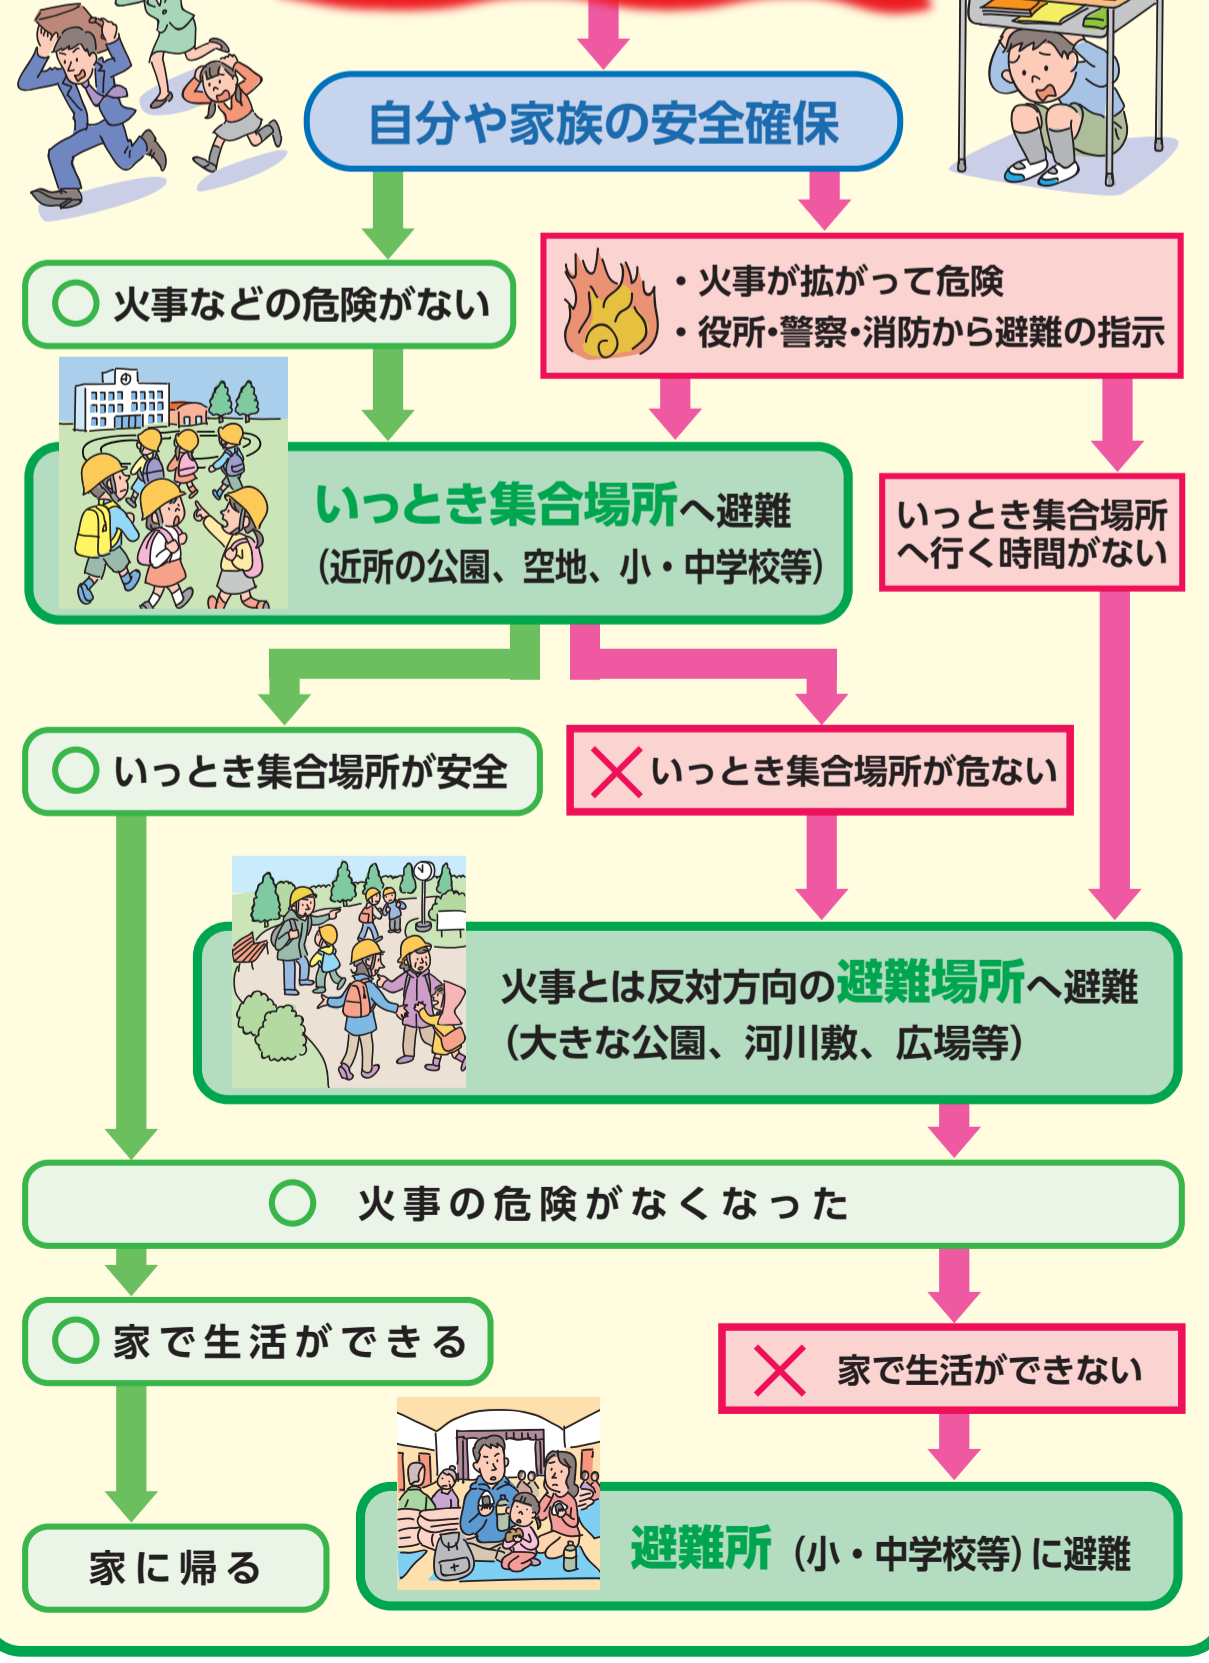 自分や家族の安全確保
火事などの危険がない
・火事が拡がって危険
・役所・警察・消防から避難の指示
いっとき集合場所へ避難
（近所の公園、空地、小・中学校等）
いっとき集合場所
へ行く時間がない
いっとき集合場所が安全
いっとき集合場所が危ない
火事とは反対方向の避難場所へ避難
（大きな公園、河川敷、広場等）
火事の危険がなくなった
家で生活ができる
家で生活ができない
家に帰る
避難所（小・中学校等）に避難